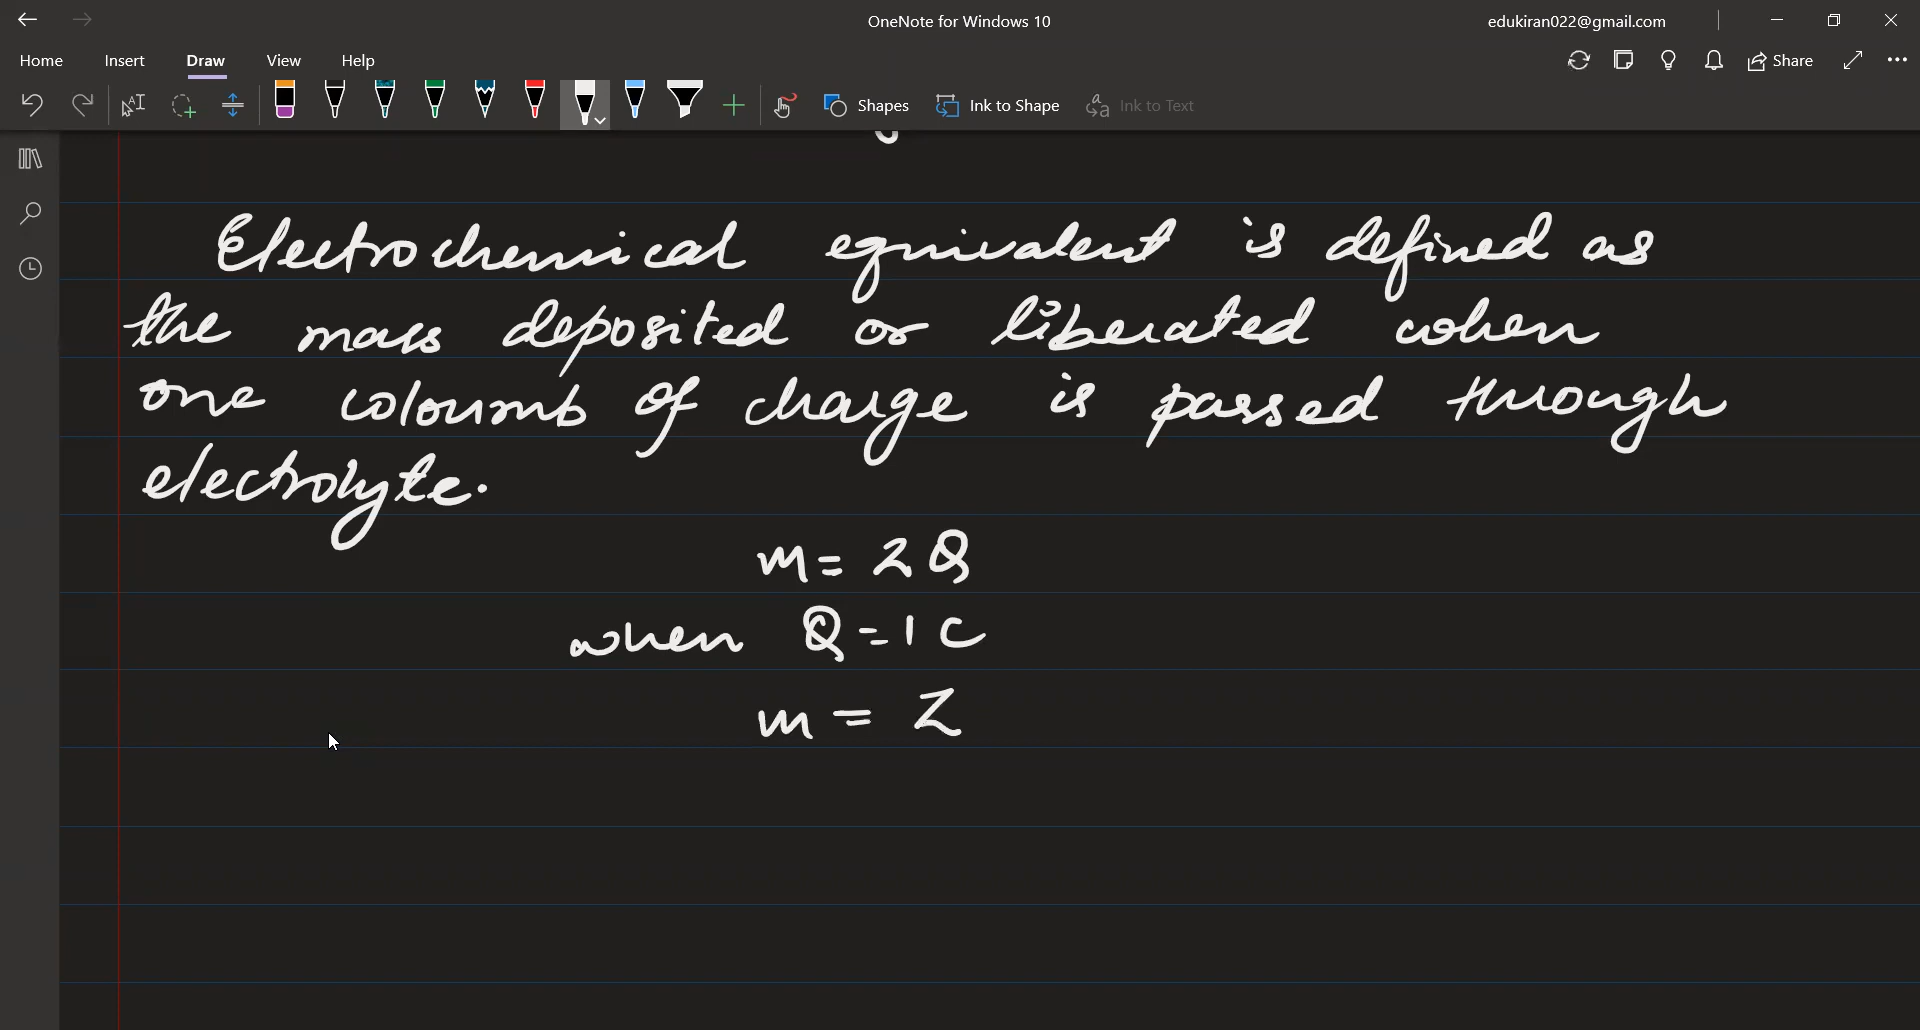 OneNote for Windows 10
edukiran022@gmail.com
Home Insert Draw View Help
Share
Shapes Ink to Shape Ink to Text
Electrochemical equivalent is defined as
the mass deposited or liberated when
one coloumb of charge is passed through
electrolyte.
m = Z Q
when Q = 1 C
m = Z